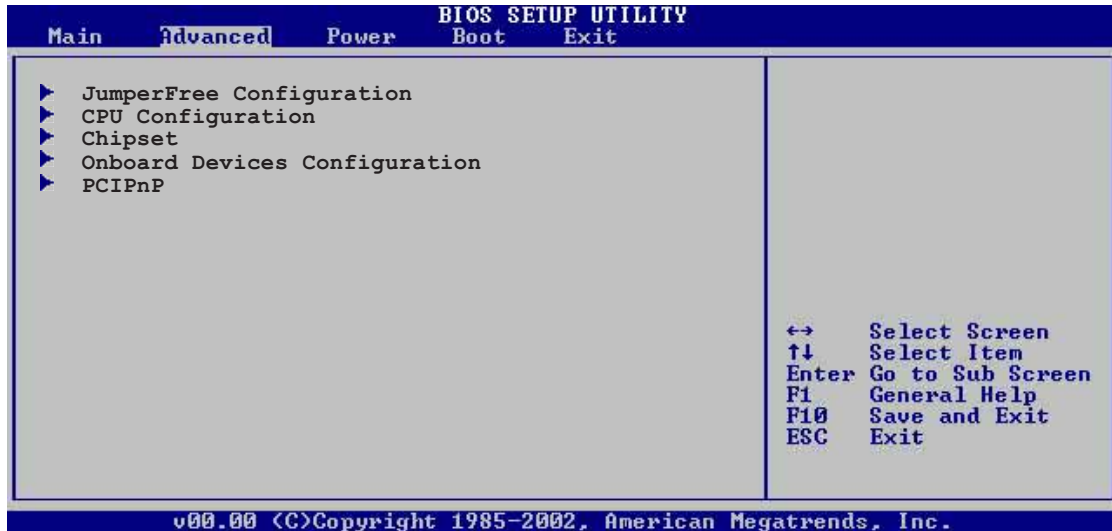 BIOS SETUP UTILITY
Main Advanced Power Boot Exit
JumperFree Configuration
CPU Configuration
Chipset
Onboard Devices Configuration
PCIPnP
←→ Select Screen
↑↓ Select Item
Enter Go to Sub Screen
F1 General Help
F10 Save and Exit
ESC Exit
v00.00 (C)Copyright 1985-2002, American Megatrends, Inc.